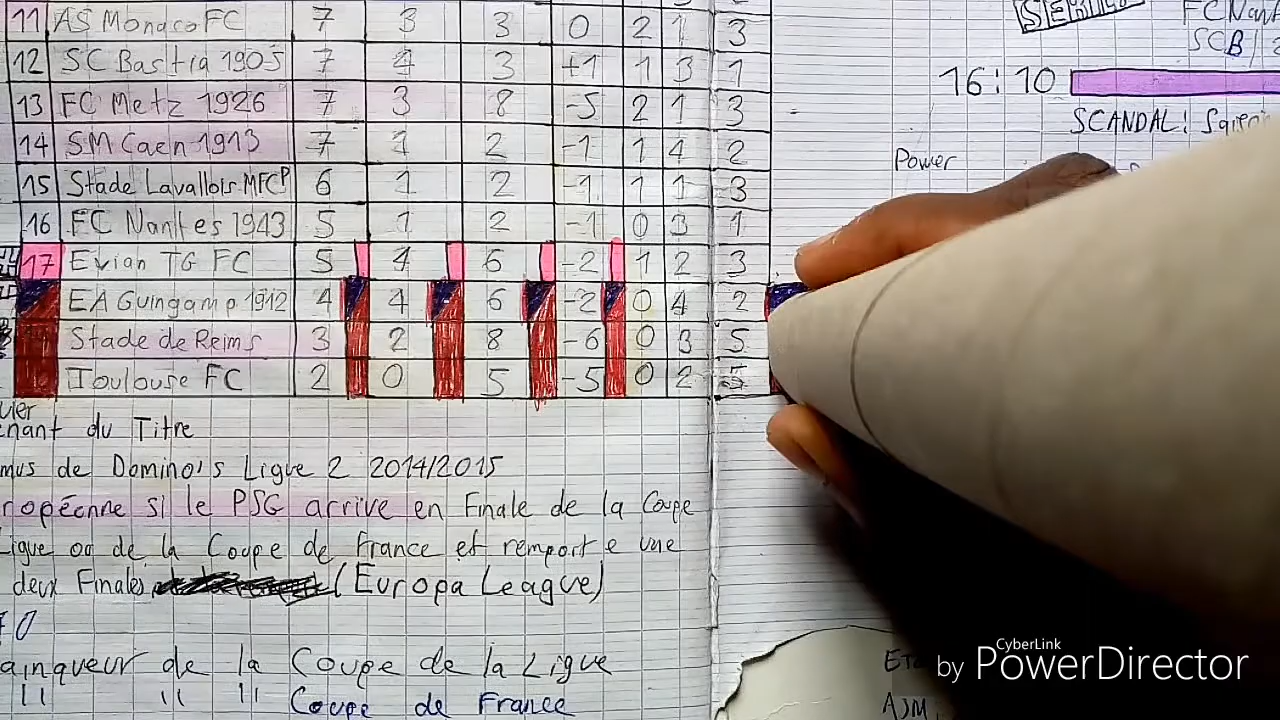 11 AS Monaco FC 7 3 3 0 2 1 3
12 SC Bastia 1905 7 4 3 +1 1 3 1
13 FC Metz 1926 7 3 8 -5 2 1 3
14 SM Caen 1913 7 1 2 -1 1 4 2
15 Stade Lavallois MFCP 6 1 2 -1 1 1 3
16 FC Nantes 1943 5 1 2 -1 0 3 1
17 Evian TG FC 5 4 6 -2 1 2 3
EA Guingamp 1912 4 4 6 -2 0 4 2
Stade de Reims 3 2 8 -6 0 3 5
Toulouse FC 2 0 5 -5 0 2 5
du Titre
de Domino's Ligue 2 2014/2015
si le PSG arrive en Finale de la Coupe
ou de la Coupe de France et remporte une
deux Finales (Europa League)
de la Coupe de la Ligue
" " " Coupe de France
SCB
16:10
SCANDAL:
Power
AJM
CyberLink
by PowerDirector